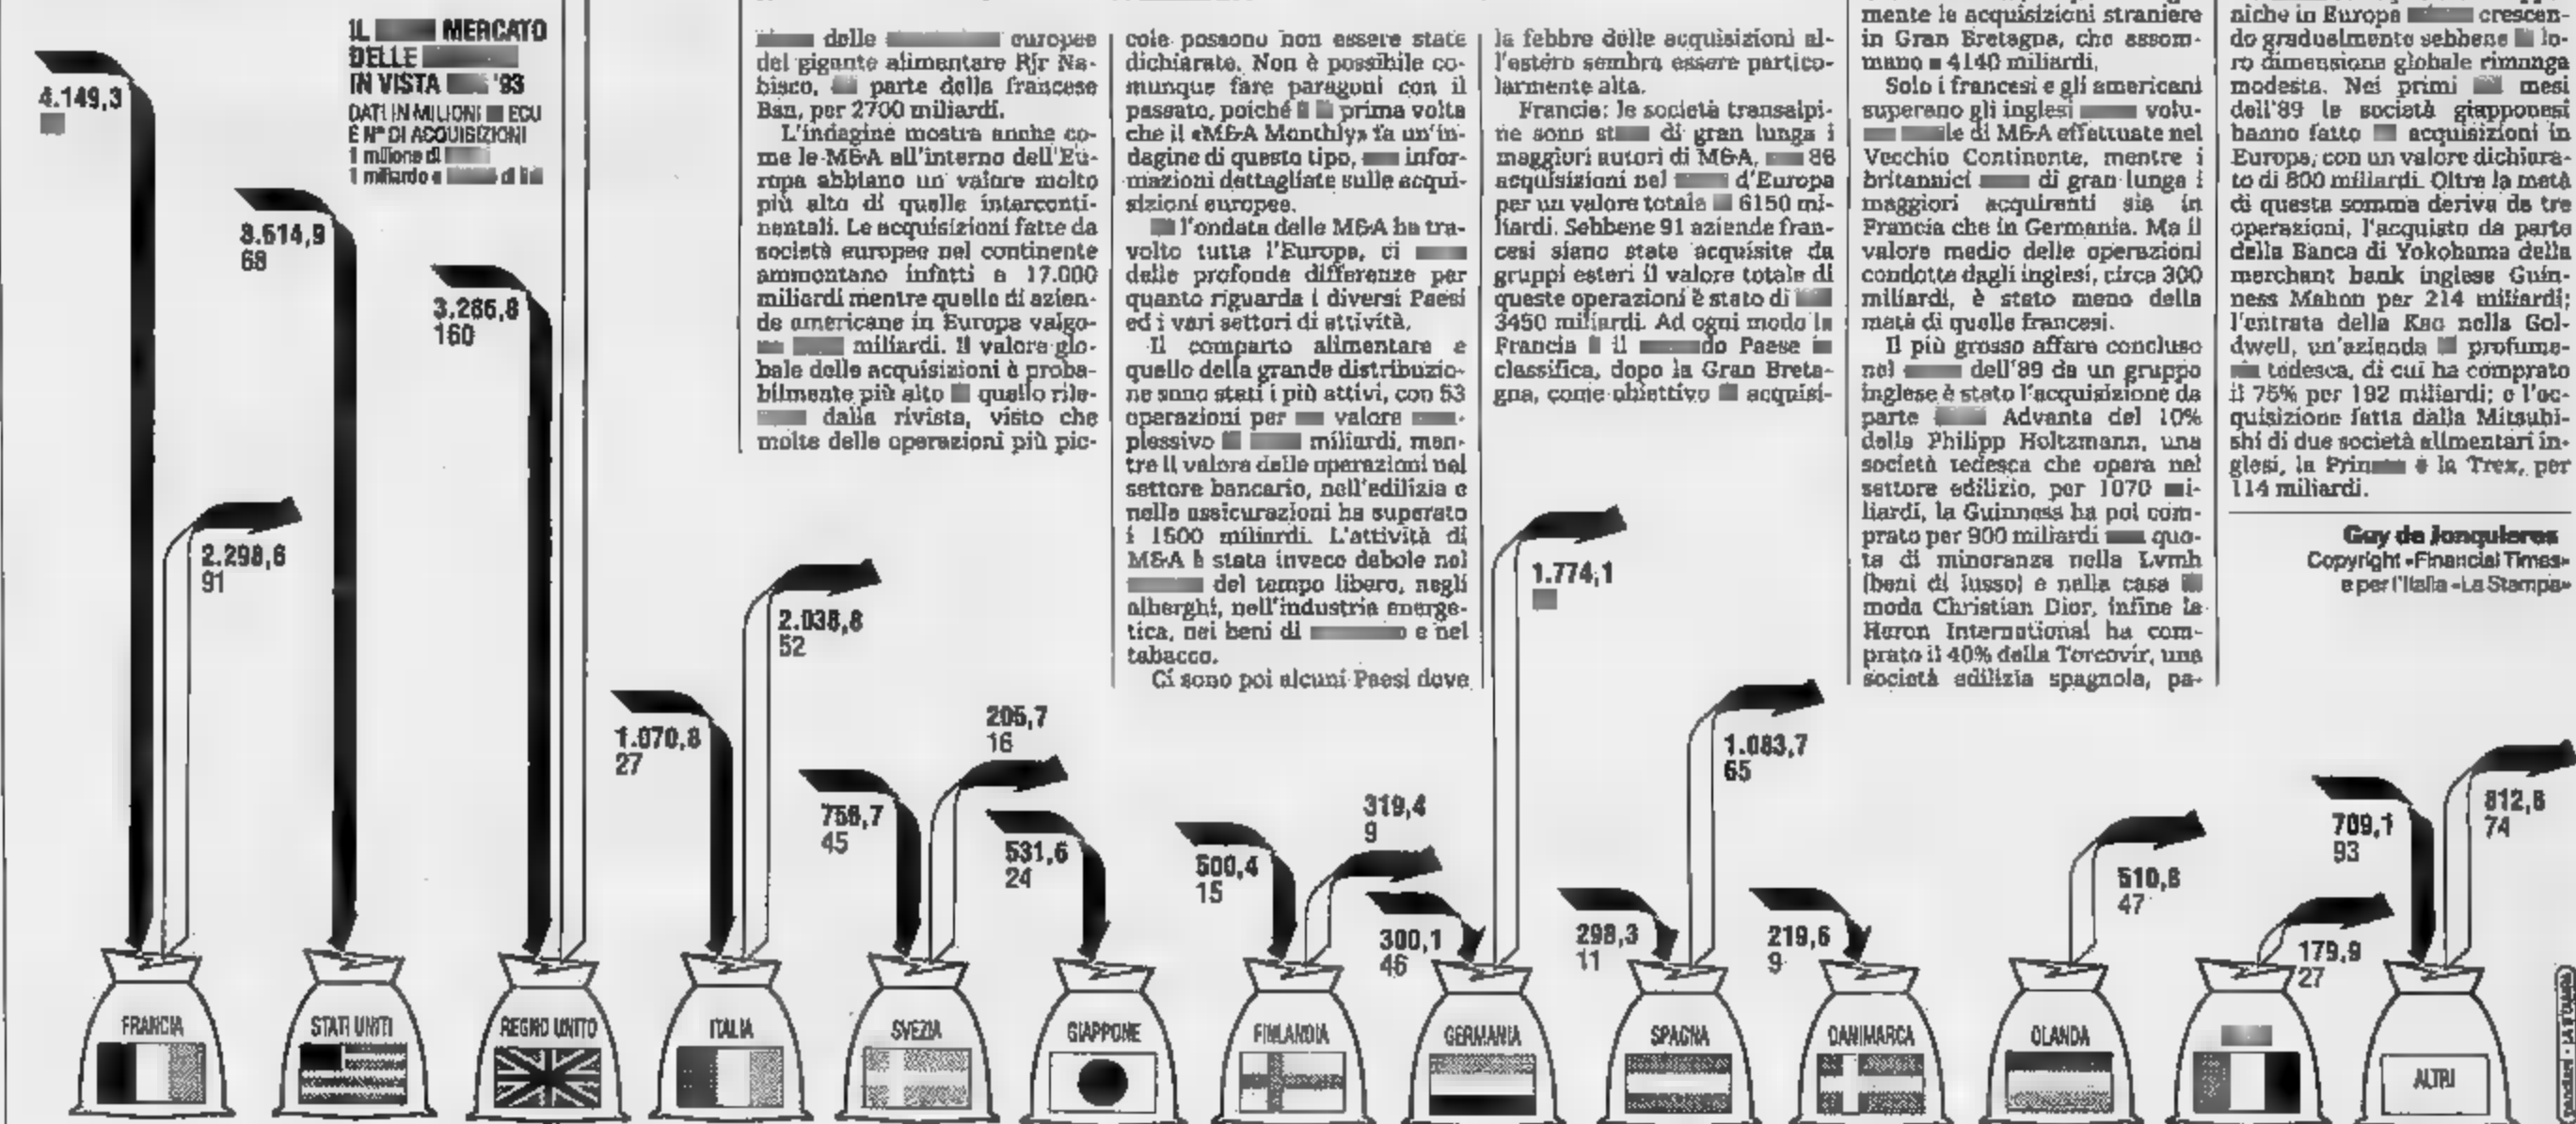 IL MERCATO
DELLE
IN VISTA '93
DATI IN MILIONI ECU
E N° DI ACQUISIZIONI
1 milione di
1 miliardo e di
delle europee
del gigante alimentare Rjr Na-
bisco, parte della francese
Bsn, per 2700 miliardi.
L'indagine mostra anche co-
me le M&A all'interno dell'Eu-
ropa abbiano un valore molto
più alto di quelle interconti-
nentali. Le acquisizioni fatte da
società europee nel continente
ammontano infatti a 17.000
miliardi mentre quelle di azien-
de americane in Europa valgo-
miliardi. Il valore glo-
bale delle acquisizioni è proba-
bilmente più alto quello rile-
dalla rivista, visto che
molte delle operazioni più pic-
cole possono non essere state
dichiarate. Non è possibile co-
munque fare paragoni con il
passato, poiché prima volta
che il «M&A Monthly» fa un'in-
dagine di questo tipo, infor-
mazioni dettagliate sulle acqui-
sizioni europee.
l'ondata delle M&A ha tra-
volto tutta l'Europa, ci
delle profonde differenze per
quanto riguarda i diversi Paesi
ed i vari settori di attività.
Il comparto alimentare e
quello della grande distribuzio-
ne sono stati i più attivi, con 53
operazioni per valore
plessivo miliardi, men-
tre il valore delle operazioni nel
settore bancario, nell'edilizia e
nelle assicurazioni ha superato
i 1500 miliardi. L'attività di
M&A è stata invece debole nel
del tempo libero, negli
alberghi, nell'industria energe-
tica, nei beni di e nel
tabacco.
Ci sono poi alcuni Paesi dove
la febbre delle acquisizioni al-
l'estero sembra essere partico-
larmente alta.
Francia: le società transalpi-
ne sono di gran lunga i
maggiori autori di M&A, 86
acquisizioni nel d'Europa
per un valore totale 6150 mi-
liardi. Sebbene 91 aziende fran-
cesi siano state acquisite da
gruppi esteri il valore totale di
queste operazioni è stato di
3450 miliardi. Ad ogni modo la
Francia il Paese
classifica, dopo la Gran Breta-
gna, come obiettivo acquisi-
mente le acquisizioni straniere
in Gran Bretagna, che assom-
mano a 4140 miliardi.
Solo i francesi e gli americani
superano gli inglesi volu-
di M&A effettuate nel
Vecchio Continente, mentre i
britannici di gran lunga i
maggiori acquirenti sia in
Francia che in Germania. Ma il
valore medio delle operazioni
condotte dagli inglesi, circa 300
miliardi, è stato meno della
metà di quelle francesi.
Il più grosso affare concluso
nel dell'89 da un gruppo
inglese è stato l'acquisizione da
parte Advanta del 10%
della Philipp Holtzmann, una
società tedesca che opera nel
settore edilizio, per 1070 mi-
liardi, la Guinness ha poi com-
prato per 900 miliardi quo-
ta di minoranza nella Lvmh
(beni di lusso) e nella casa
moda Christian Dior, infine la
Heron International ha com-
prato il 40% della Torcovir, una
società edilizia spagnola, pa-
niche in Europa crescen-
do gradualmente sebbene lo-
ro dimensione globale rimanga
modesta. Nei primi mesi
dell'89 le società giapponesi
hanno fatto acquisizioni in
Europa, con un valore dichiara-
to di 800 miliardi. Oltre la metà
di questa somma deriva da tre
operazioni, l'acquisto da parte
della Banca di Yokohama della
merchant bank inglese Guin-
ness Mahon per 214 miliardi;
l'entrata della Kao nella Gol-
dwell, un'azienda profume-
tedesca, di cui ha comprato
il 75% per 192 miliardi; e l'ac-
quisizione fatta dalla Mitsubi-
shi di due società alimentari in-
glesi, la e la Trex, per
114 miliardi.
Guy de Jonquieres
Copyright «Financial Times»
e per l'Italia «La Stampa»
4.149,3
2.298,6
91
FRANCIA
3.614,9
68
STATI UNITI
3.286,8
160
REGNO UNITO
1.070,8
27
2.038,8
52
ITALIA
756,7
45
205,7
16
SVEZIA
531,6
24
GIAPPONE
500,4
15
319,4
9
FINLANDIA
300,1
46
1.774,1
GERMANIA
298,3
11
1.083,7
65
SPAGNA
219,6
9
DANIMARCA
510,8
47
OLANDA
179,9
27
709,1
93
812,6
74
ALTRI